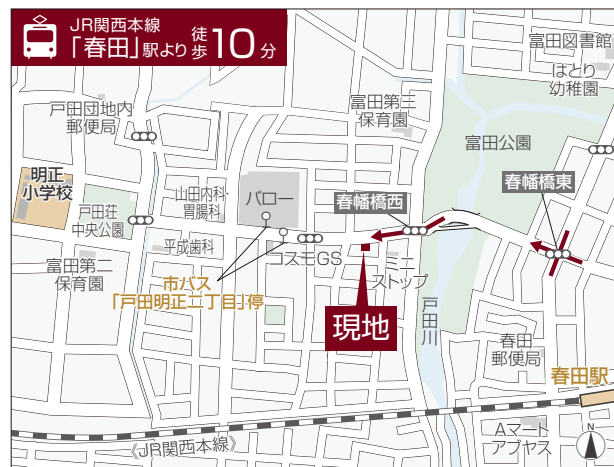 JR関西本線
「春田」駅より
徒歩
10分
富田図書館
はとり
幼稚園
戸田団地内
郵便局
富田第三
保育園
富田公園
明正
小学校
山田内科・
胃腸科
バロー
春幡橋西
春幡橋東
戸田荘
中央公園
平成歯科
コスモGS
ミニ
ストップ
富田第二
保育園
市バス
「戸田明正二丁目」停
戸田川
現地
春田
郵便局
春田駅
Aマート
アブヤス
《JR関西本線》
N